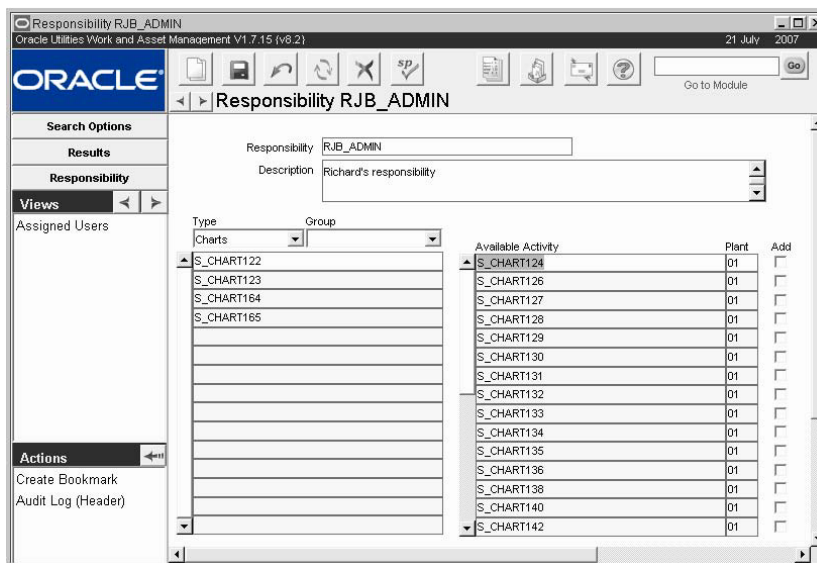 Responsibility RJB_ADMIN
Oracle Utilities Work and Asset Management V1.7.15 (v8.2) 21 July 2007
ORACLE
sp
Go
Go to Module
Responsibility RJB_ADMIN
Search Options
Results
Responsibility
Views
Assigned Users
Actions
Create Bookmark
Audit Log (Header)
Responsibility RJB_ADMIN
Description Richard's responsibility
Type Group
Charts
S_CHART122
S_CHART123
S_CHART164
S_CHART165
Available Activity Plant Add
S_CHART124 01
S_CHART126 01
S_CHART127 01
S_CHART128 01
S_CHART129 01
S_CHART130 01
S_CHART131 01
S_CHART132 01
S_CHART133 01
S_CHART134 01
S_CHART135 01
S_CHART136 01
S_CHART138 01
S_CHART140 01
S_CHART142 01